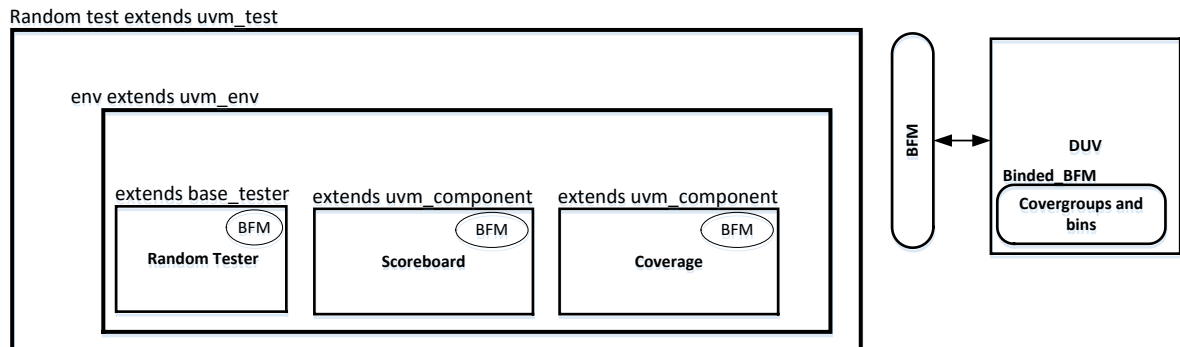 Random test extends uvm_test
env extends uvm_env
extends base_tester
BFM
Random Tester
extends uvm_component
BFM
Scoreboard
extends uvm_component
BFM
Coverage
BFM
DUV
Binded_BFM
Covergroups and
bins